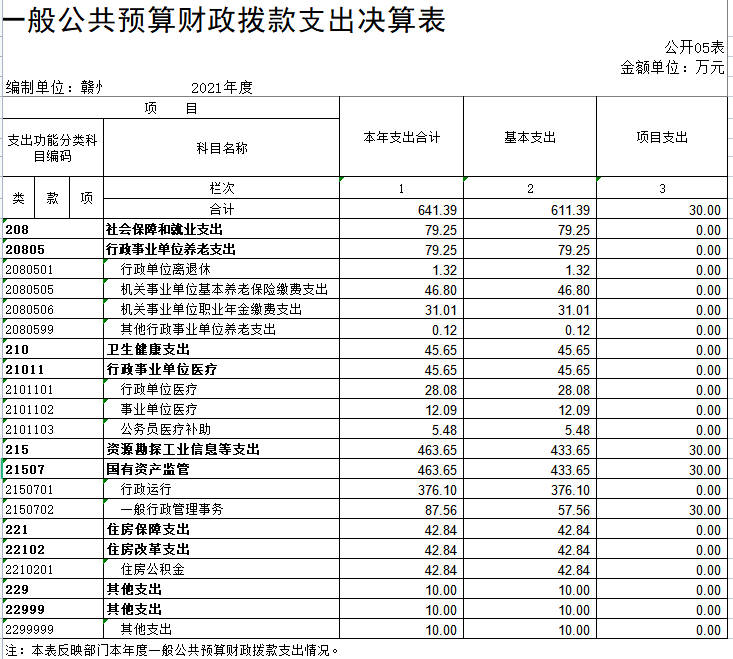 一般公共预算财政拨款支出决算表
公开05表
金额单位：万元
编制单位：赣 2021年度
项 目 本年支出合计 基本支出 项目支出
支出功能分类科目编码 科目名称
类 款 项 栏次 1 2 3
合计 641.39 611.39 30.00
208 社会保障和就业支出 79.25 79.25 0.00
20805 行政事业单位养老支出 79.25 79.25 0.00
2080501 行政单位离退休 1.32 1.32 0.00
2080505 机关事业单位基本养老保险缴费支出 46.80 46.80 0.00
2080506 机关事业单位职业年金缴费支出 31.01 31.01 0.00
2080599 其他行政事业单位养老支出 0.12 0.12 0.00
210 卫生健康支出 45.65 45.65 0.00
21011 行政事业单位医疗 45.65 45.65 0.00
2101101 行政单位医疗 28.08 28.08 0.00
2101102 事业单位医疗 12.09 12.09 0.00
2101103 公务员医疗补助 5.48 5.48 0.00
215 资源勘探工业信息等支出 463.65 433.65 30.00
21507 国有资产监管 463.65 433.65 30.00
2150701 行政运行 376.10 376.10 0.00
2150702 一般行政管理事务 87.56 57.56 30.00
221 住房保障支出 42.84 42.84 0.00
22102 住房改革支出 42.84 42.84 0.00
2210201 住房公积金 42.84 42.84 0.00
229 其他支出 10.00 10.00 0.00
22999 其他支出 10.00 10.00 0.00
2299999 其他支出 10.00 10.00 0.00
注：本表反映部门本年度一般公共预算财政拨款支出情况。